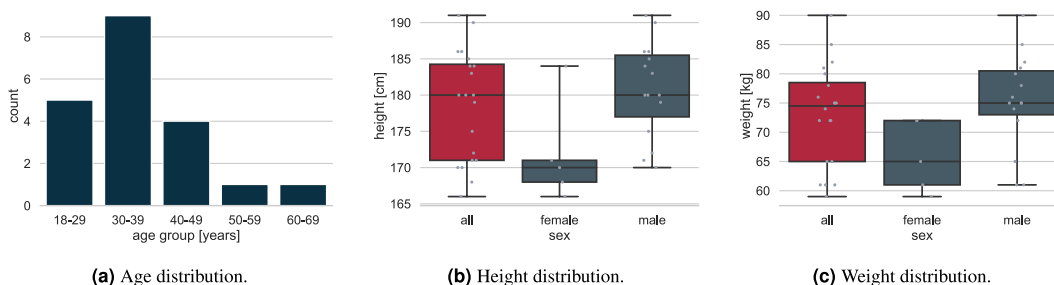 8
6
4
2
0
count
18-29 30-39 40-49 50-59 60-69
age group [years]
(a) Age distribution.
190
185
180
175
170
165
height [cm]
all female male
sex
(b) Height distribution.
90
85
80
75
70
65
60
weight [kg]
all female male
sex
(c) Weight distribution.